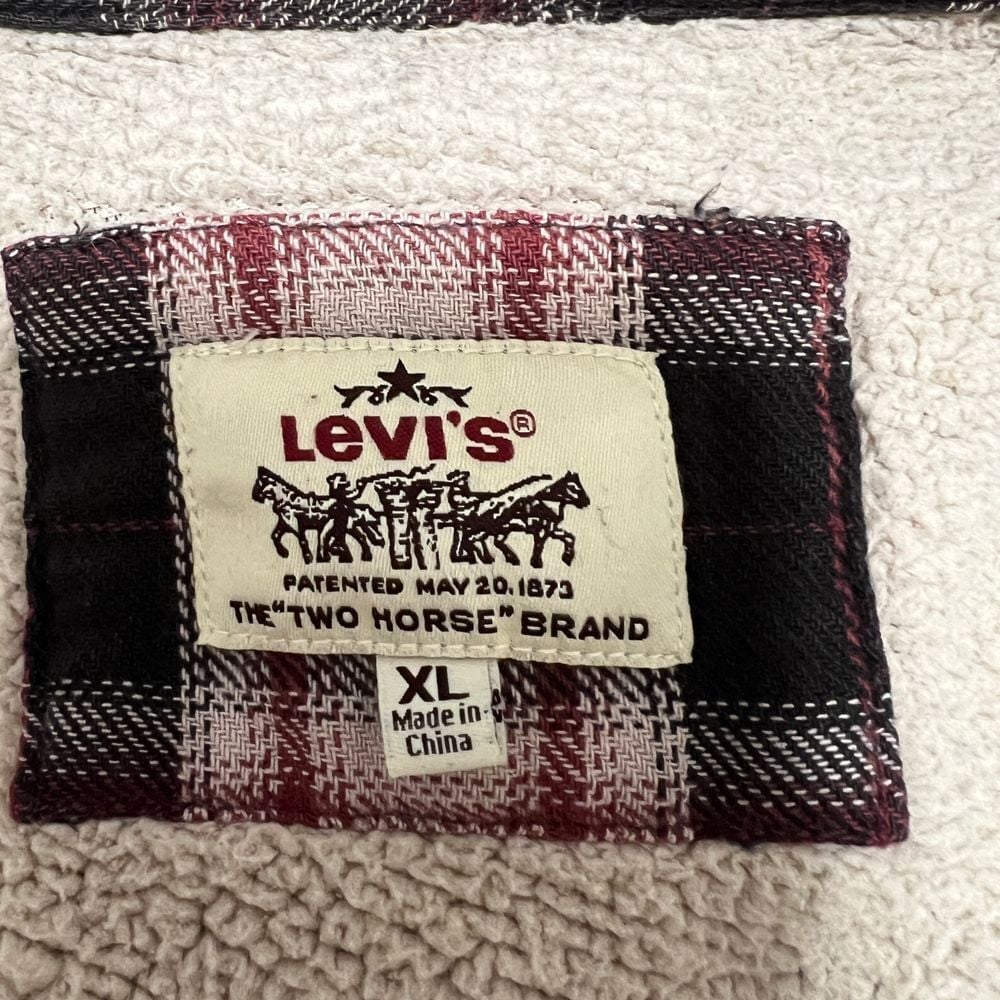 Levi's®
PATENTED MAY 20.1873
THE "TWO HORSE" BRAND
XL
Made in
China